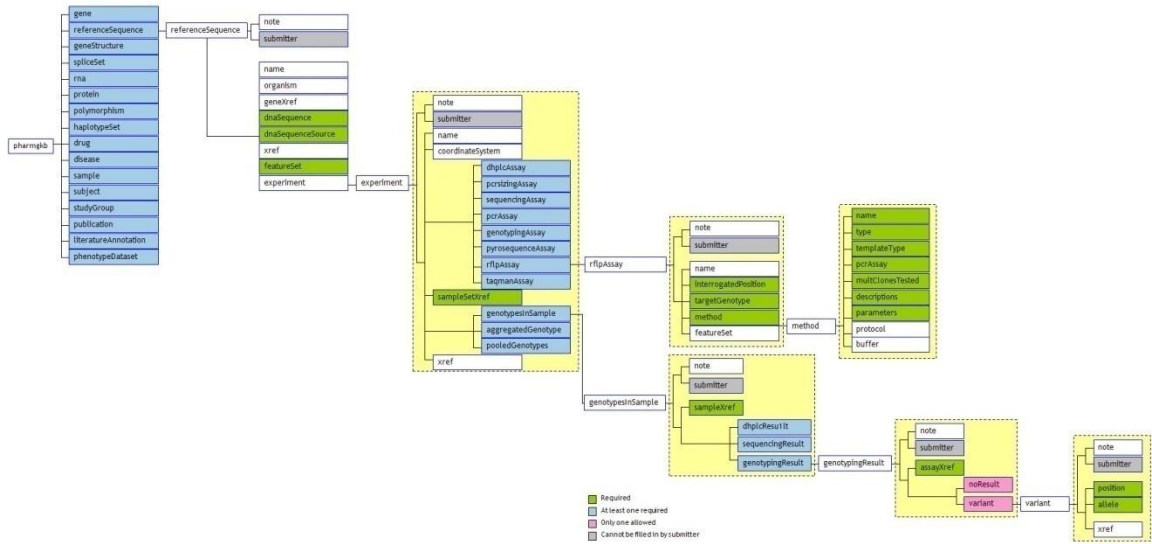 pharmgkb
gene
referenceSequence
geneStructure
spliceSet
rna
protein
polymorphism
haplotypeSet
drug
disease
sample
subject
studyGroup
publication
literatureAnnotation
phenotypeDataset
referenceSequence
note
submitter
name
organism
geneXref
dnaSequence
dnaSequenceSource
xref
featureSet
experiment
experiment
note
submitter
name
coordinateSystem
dhplcAssay
pcrsizingAssay
sequencingAssay
pcrAssay
genotypingAssay
pyrosequenceAssay
rflpAssay
taqmanAssay
sampleSetXref
genotypesInSample
aggregatedGenotype
pooledGenotypes
xref
rflpAssay
note
submitter
name
interrogatedPosition
targetGenotype
method
featureSet
method
name
type
templateType
pcrAssay
multClonesTested
descriptions
parameters
protocol
buffer
genotypesInSample
note
submitter
sampleXref
dhplcResu1lt
sequencingResult
genotypingResult
genotypingResult
note
submitter
assayXref
noResult
variant
variant
note
submitter
position
allele
xref
Required
At least one required
Only one allowed
Cannot be filled in by submitter